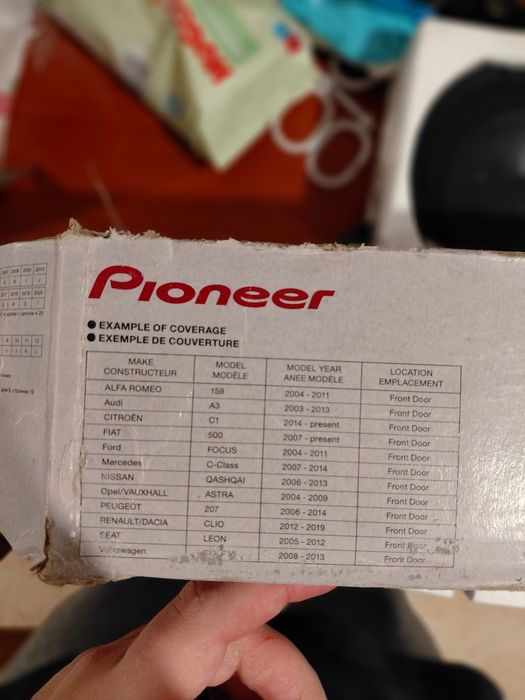 Pioneer
● EXAMPLE OF COVERAGE
● EXEMPLE DE COUVERTURE
MAKE MODEL MODEL YEAR LOCATION
CONSTRUCTEUR MODÈLE ANEE MODÈLE EMPLACEMENT
ALFA ROMEO 159 2004 - 2011 Front Door
Audi A3 2003 - 2013 Front Door
CITROËN C1 2014 - present Front Door
FIAT 500 2007 - present Front Door
Ford FOCUS 2004 - 2011 Front Door
Mercedes C-Class 2007 - 2014 Front Door
NISSAN QASHQAI 2006 - 2013 Front Door
Opel/VAUXHALL ASTRA 2004 - 2009 Front Door
PEUGEOT 207 2006 - 2014 Front Door
RENAULT/DACIA CLIO 2012 - 2019 Front Door
SEAT LEON 2005 - 2012 Front Door
Volkswagen 2008 - 2013 Front Door